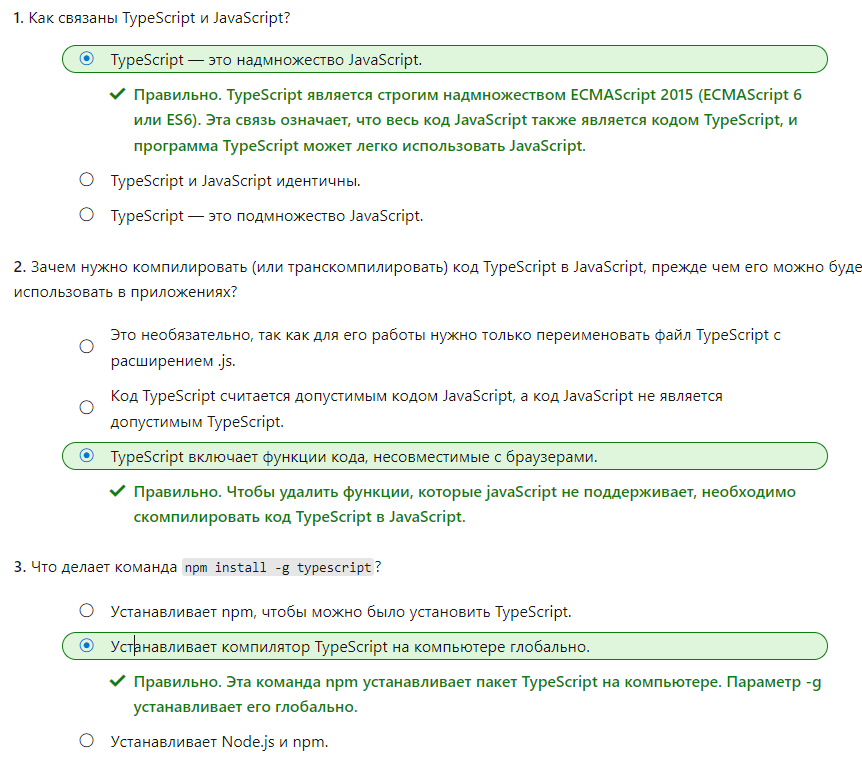 1. Как связаны TypeScript и JavaScript?
TypeScript — это надмножество JavaScript.
Правильно. TypeScript является строгим надмножеством ECMAScript 2015 (ECMAScript 6
или ES6). Эта связь означает, что весь код JavaScript также является кодом TypeScript, и
программа TypeScript может легко использовать JavaScript.
TypeScript и JavaScript идентичны.
TypeScript — это подмножество JavaScript.
2. Зачем нужно компилировать (или транскомпилировать) код TypeScript в JavaScript, прежде чем его можно буде
использовать в приложениях?
Это необязательно, так как для его работы нужно только переименовать файл TypeScript с
расширением .js.
Код TypeScript считается допустимым кодом JavaScript, а код JavaScript не является
допустимым TypeScript.
TypeScript включает функции кода, несовместимые с браузерами.
Правильно. Чтобы удалить функции, которые javaScript не поддерживает, необходимо
скомпилировать код TypeScript в JavaScript.
3. Что делает команда npm install -g typescript?
Устанавливает npm, чтобы можно было установить TypeScript.
Устанавливает компилятор TypeScript на компьютере глобально.
Правильно. Эта команда npm устанавливает пакет TypeScript на компьютере. Параметр -g
устанавливает его глобально.
Устанавливает Node.js и npm.